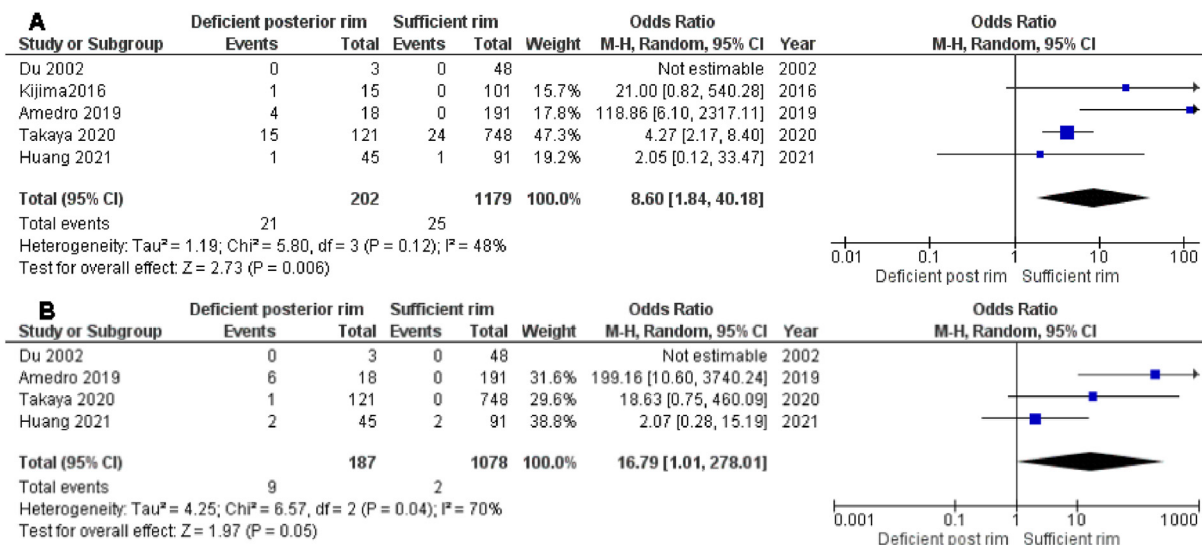 A
Deficient posterior rim Sufficient rim Odds Ratio Odds Ratio
Study or Subgroup Events Total Events Total Weight M-H, Random, 95% CI Year M-H, Random, 95% CI
Du 2002 0 3 0 48 Not estimable 2002
Kijima2016 1 15 0 101 15.7% 21.00 [0.82, 540.28] 2016
Amedro 2019 4 18 0 191 17.8% 118.86 [6.10, 2317.11] 2019
Takaya 2020 15 121 24 748 47.3% 4.27 [2.17, 8.40] 2020
Huang 2021 1 45 1 91 19.2% 2.05 [0.12, 33.47] 2021
Total (95% CI) 202 1179 100.0% 8.60 [1.84, 40.18]
Total events 21 25
Heterogeneity: Tau² = 1.19; Chi² = 5.80, df = 3 (P = 0.12); I² = 48%
Test for overall effect: Z = 2.73 (P = 0.006)
0.01 0.1 1 10 100
Deficient post rim Sufficient rim
B
Deficient posterior rim Sufficient rim Odds Ratio Odds Ratio
Study or Subgroup Events Total Events Total Weight M-H, Random, 95% CI Year M-H, Random, 95% CI
Du 2002 0 3 0 48 Not estimable 2002
Amedro 2019 6 18 0 191 31.6% 199.16 [10.60, 3740.24] 2019
Takaya 2020 1 121 0 748 29.6% 18.63 [0.75, 460.09] 2020
Huang 2021 2 45 2 91 38.8% 2.07 [0.28, 15.19] 2021
Total (95% CI) 187 1078 100.0% 16.79 [1.01, 278.01]
Total events 9 2
Heterogeneity: Tau² = 4.25; Chi² = 6.57, df = 2 (P = 0.04); I² = 70%
Test for overall effect: Z = 1.97 (P = 0.05)
0.001 0.1 1 10 1000
Deficient post rim Sufficient rim